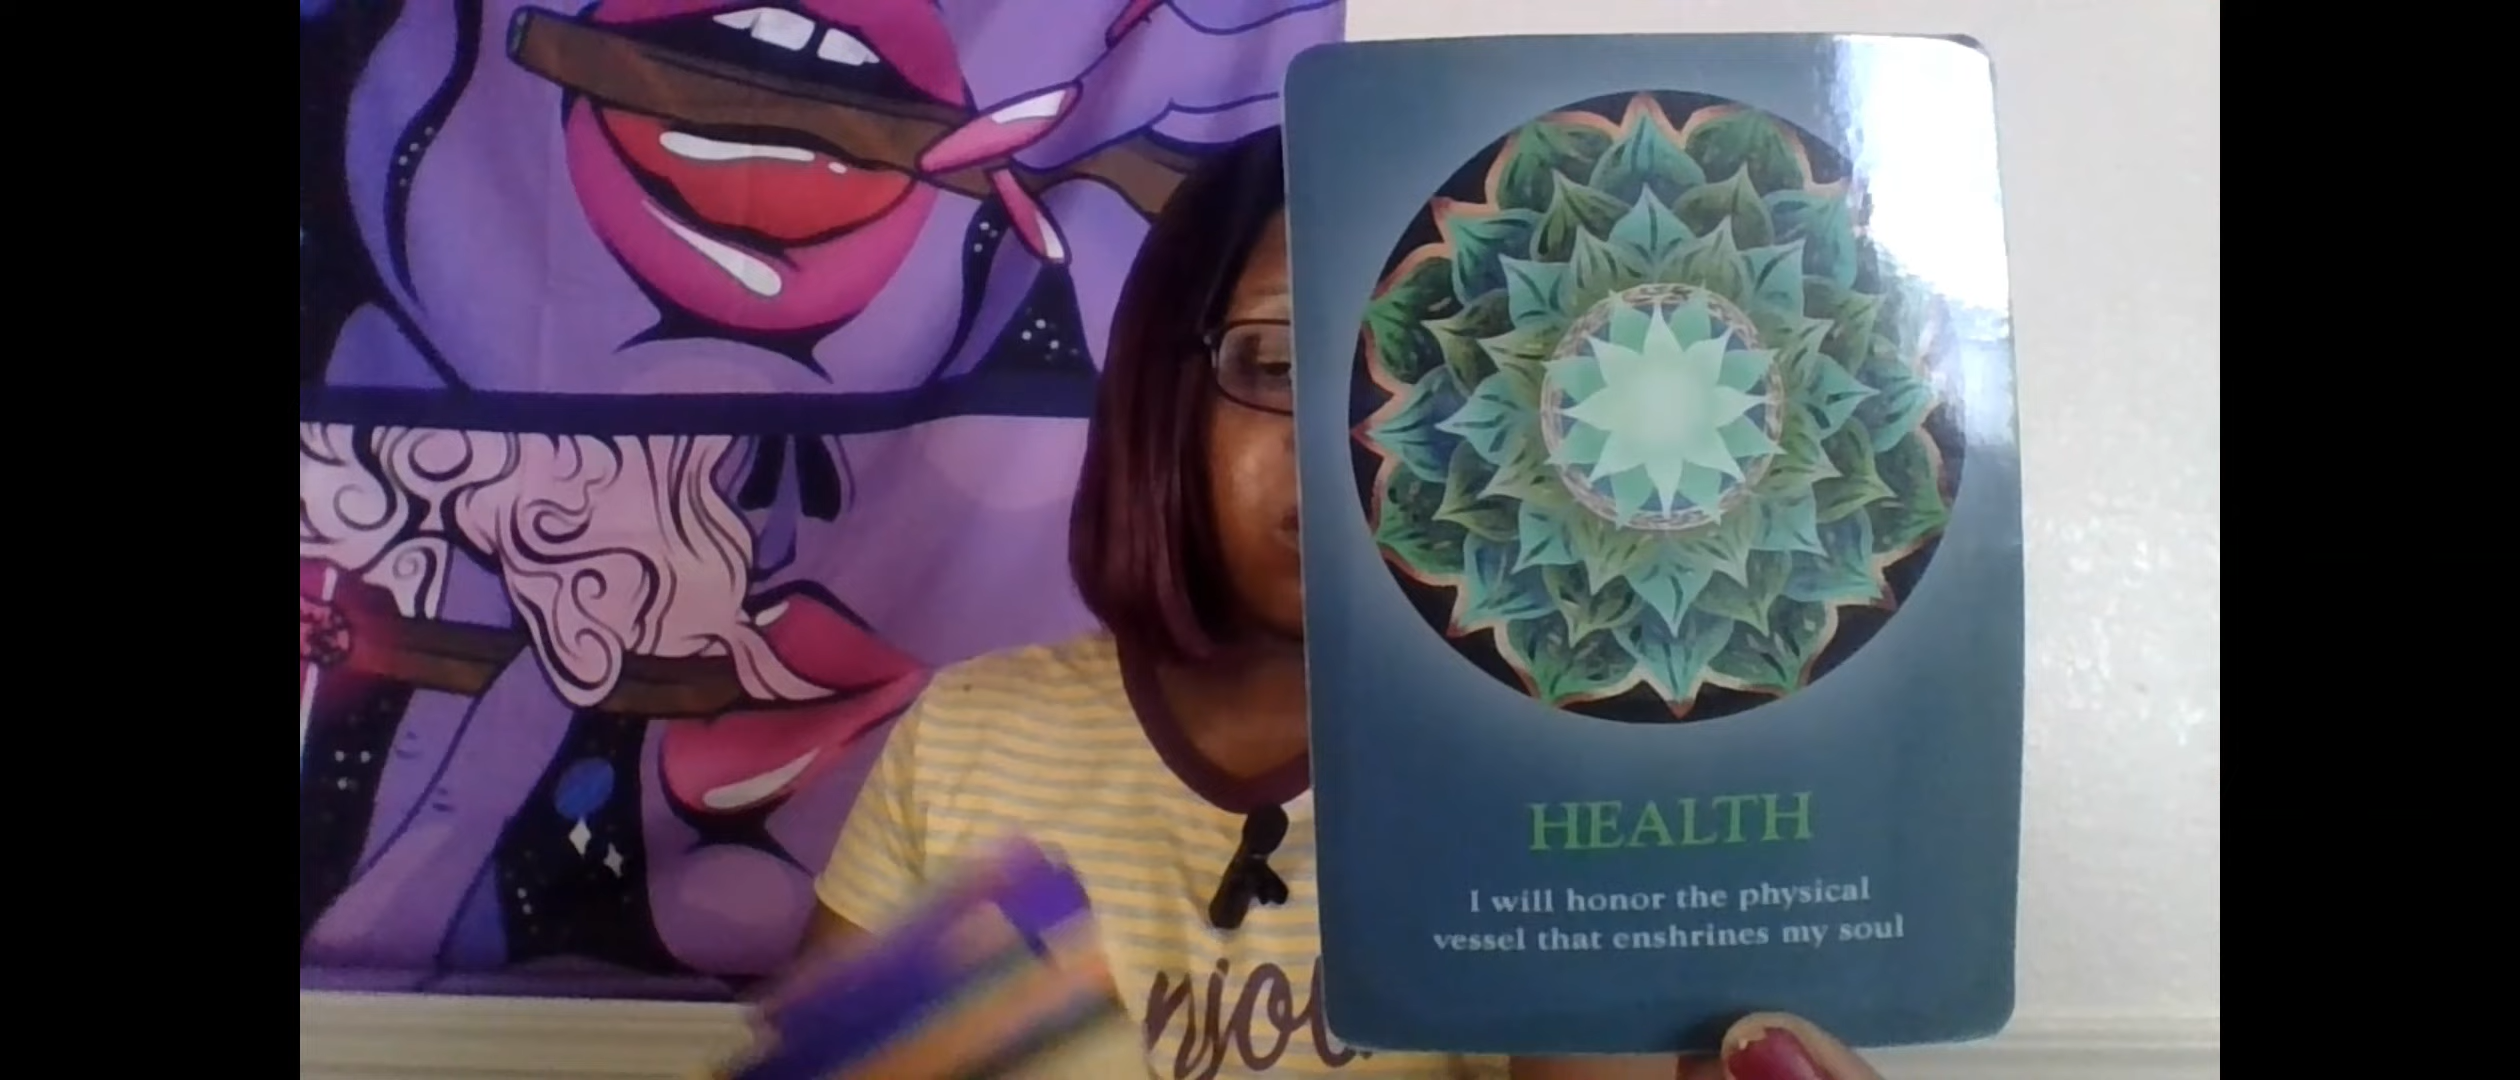 HEALTH
I will honor the physical
vessel that enshrines my soul